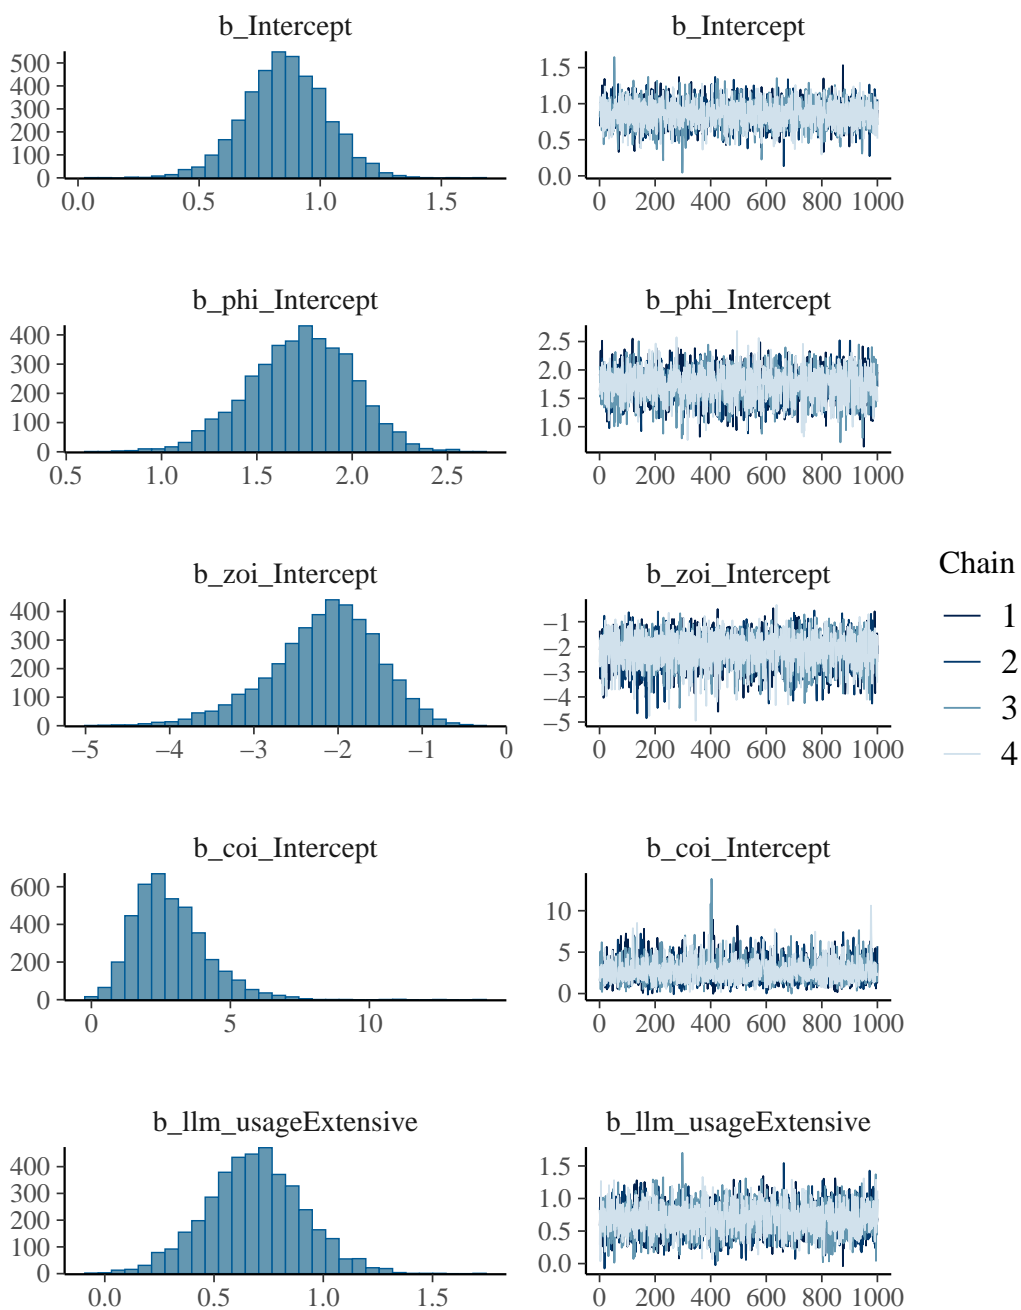 b_Intercept
500
400
300
200
100
0
0.0 0.5 1.0 1.5
b_Intercept
1.5
1.0
0.5
0.0
0 200 400 600 800 1000
b_phi_Intercept
400
300
200
100
0
0.5 1.0 1.5 2.0 2.5
b_phi_Intercept
2.5
2.0
1.5
1.0
0 200 400 600 800 1000
b_zoi_Intercept
400
300
200
100
0
−5 −4 −3 −2 −1 0
b_zoi_Intercept
−1
−2
−3
−4
−5
0 200 400 600 800 1000
b_coi_Intercept
600
400
200
0
0 5 10
b_coi_Intercept
10
5
0
0 200 400 600 800 1000
b_llm_usageExtensive
400
300
200
100
0
0.0 0.5 1.0 1.5
b_llm_usageExtensive
1.5
1.0
0.5
0.0
0 200 400 600 800 1000
Chain
1
2
3
4